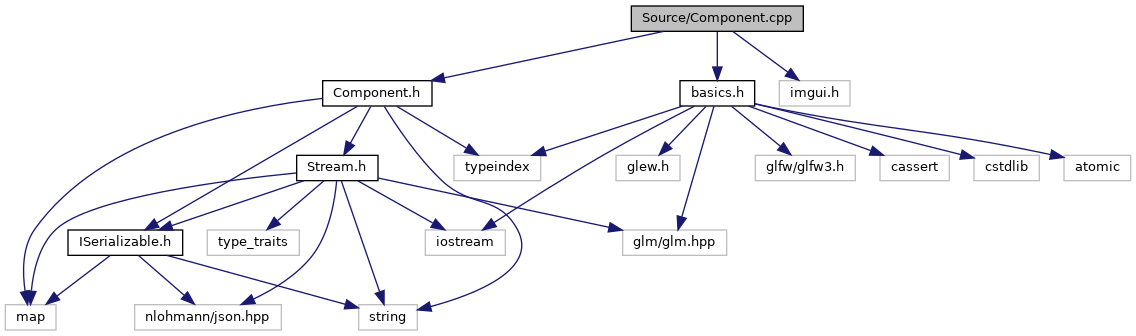 Source/Component.cpp
Component.h
basics.h
imgui.h
Stream.h
typeindex
glew.h
glfw/glfw3.h
cassert
cstdlib
atomic
ISerializable.h
type_traits
iostream
glm/glm.hpp
map
nlohmann/json.hpp
string